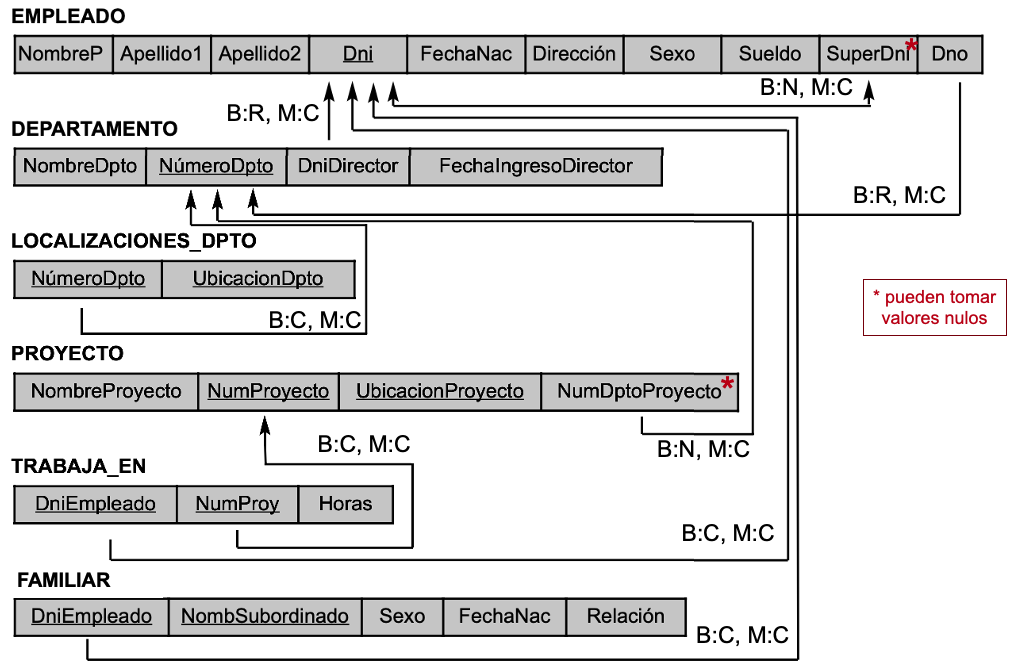 EMPLEADO
NombreP Apellido1 Apellido2 Dni FechaNac Dirección Sexo Sueldo SuperDni* Dno
B:N, M:C
B:R, M:C
DEPARTAMENTO
NombreDpto NúmeroDpto DniDirector FechaIngresoDirector
B:R, M:C
LOCALIZACIONES_DPTO
NúmeroDpto UbicacionDpto
* pueden tomar
valores nulos
B:C, M:C
PROYECTO
NombreProyecto NumProyecto UbicacionProyecto NumDptoProyecto*
B:C, M:C
B:N, M:C
TRABAJA_EN
DniEmpleado NumProy Horas
B:C, M:C
FAMILIAR
DniEmpleado NombSubordinado Sexo FechaNac Relación
B:C, M:C